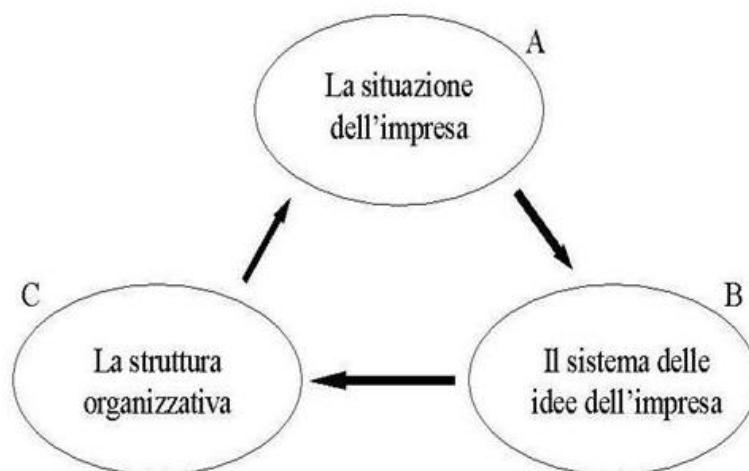 A
La situazione
dell'impresa
C
B
La struttura
organizzativa
Il sistema delle
idee dell'impresa